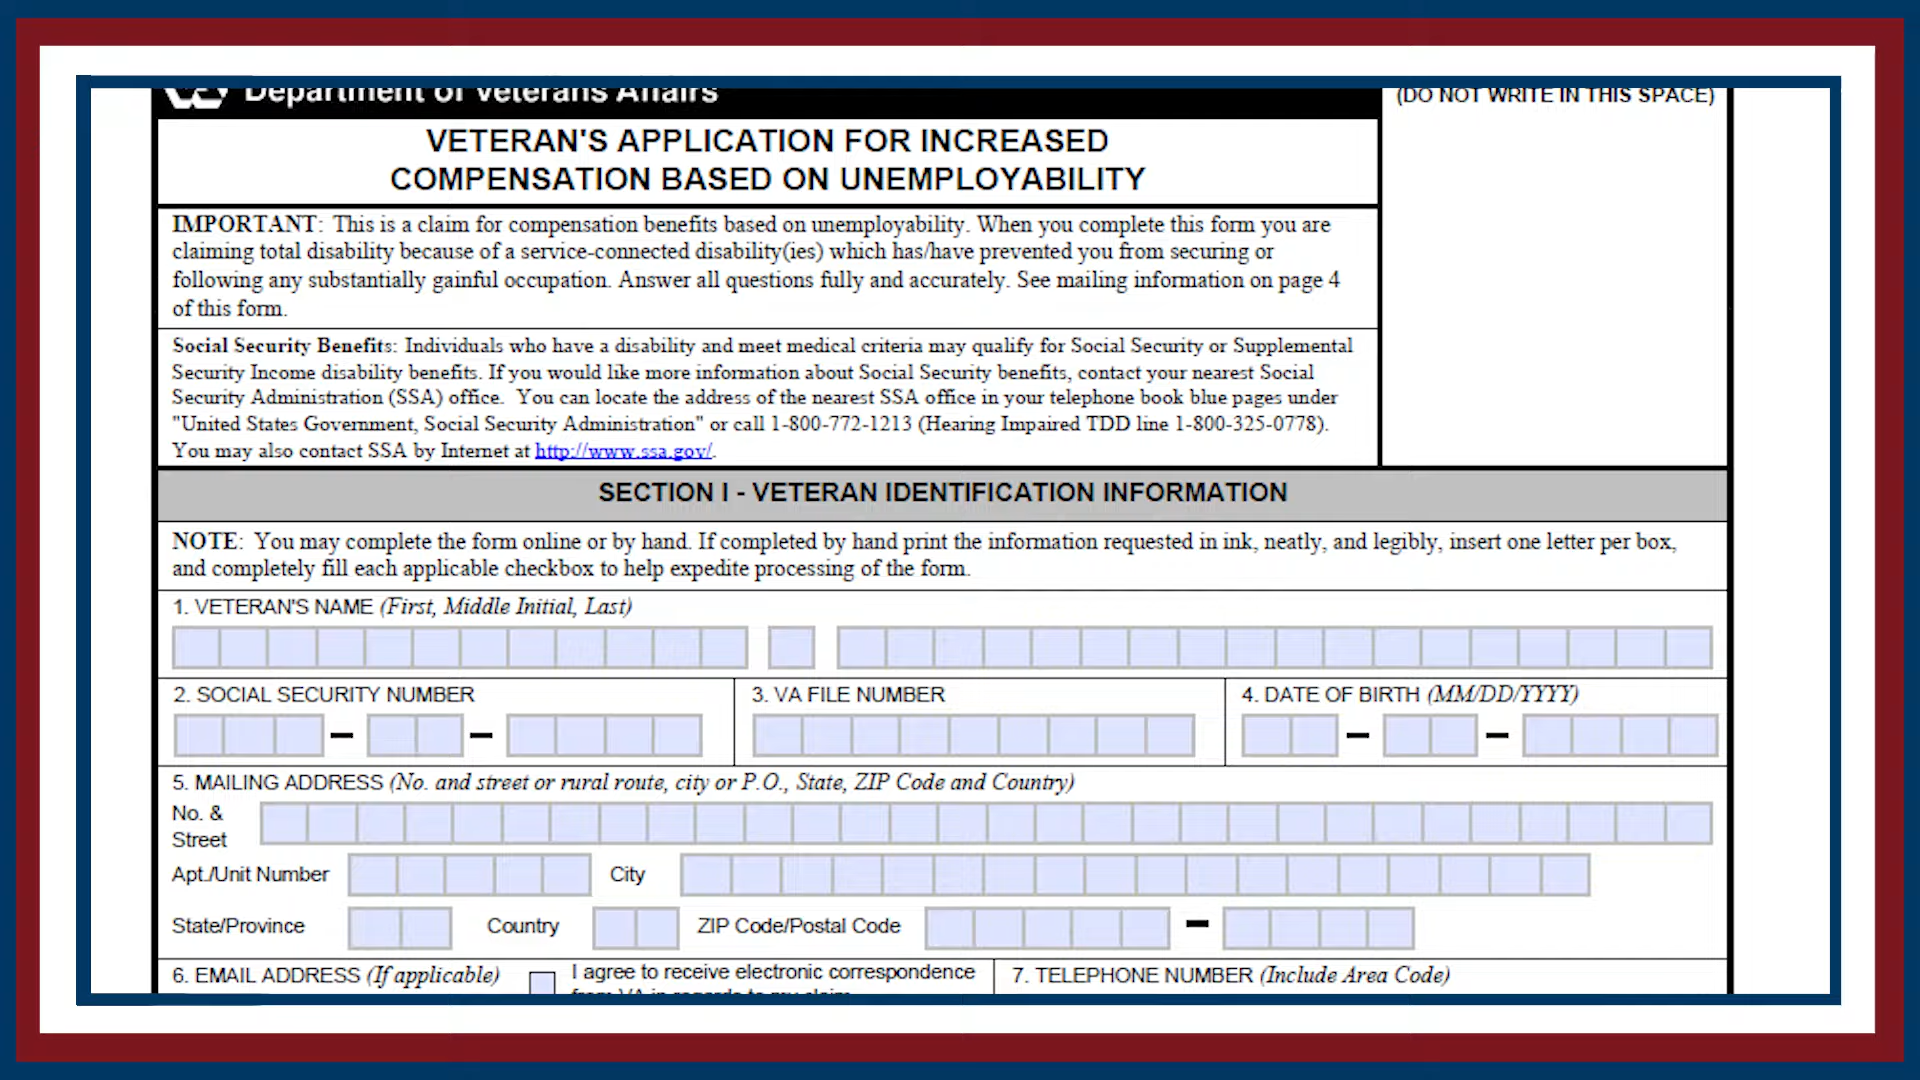 Department of Veterans Affairs
(DO NOT WRITE IN THIS SPACE)
VETERAN'S APPLICATION FOR INCREASED
COMPENSATION BASED ON UNEMPLOYABILITY
IMPORTANT: This is a claim for compensation benefits based on unemployability. When you complete this form you are
claiming total disability because of a service-connected disability(ies) which has/have prevented you from securing or
following any substantially gainful occupation. Answer all questions fully and accurately. See mailing information on page 4
of this form.
Social Security Benefits: Individuals who have a disability and meet medical criteria may qualify for Social Security or Supplemental
Security Income disability benefits. If you would like more information about Social Security benefits, contact your nearest Social
Security Administration (SSA) office. You can locate the address of the nearest SSA office in your telephone book blue pages under
"United States Government, Social Security Administration" or call 1-800-772-1213 (Hearing Impaired TDD line 1-800-325-0778).
You may also contact SSA by Internet at http://www.ssa.gov/.
SECTION I - VETERAN IDENTIFICATION INFORMATION
NOTE: You may complete the form online or by hand. If completed by hand print the information requested in ink, neatly, and legibly, insert one letter per box,
and completely fill each applicable checkbox to help expedite processing of the form.
1. VETERAN'S NAME (First, Middle Initial, Last)
2. SOCIAL SECURITY NUMBER
3. VA FILE NUMBER
4. DATE OF BIRTH (MM/DD/YYYY)
5. MAILING ADDRESS (No. and street or rural route, city or P.O., State, ZIP Code and Country)
No. &
Street
Apt./Unit Number
City
State/Province
Country
ZIP Code/Postal Code
6. EMAIL ADDRESS (If applicable)
I agree to receive electronic correspondence
from VA in regards to my claim
7. TELEPHONE NUMBER (Include Area Code)